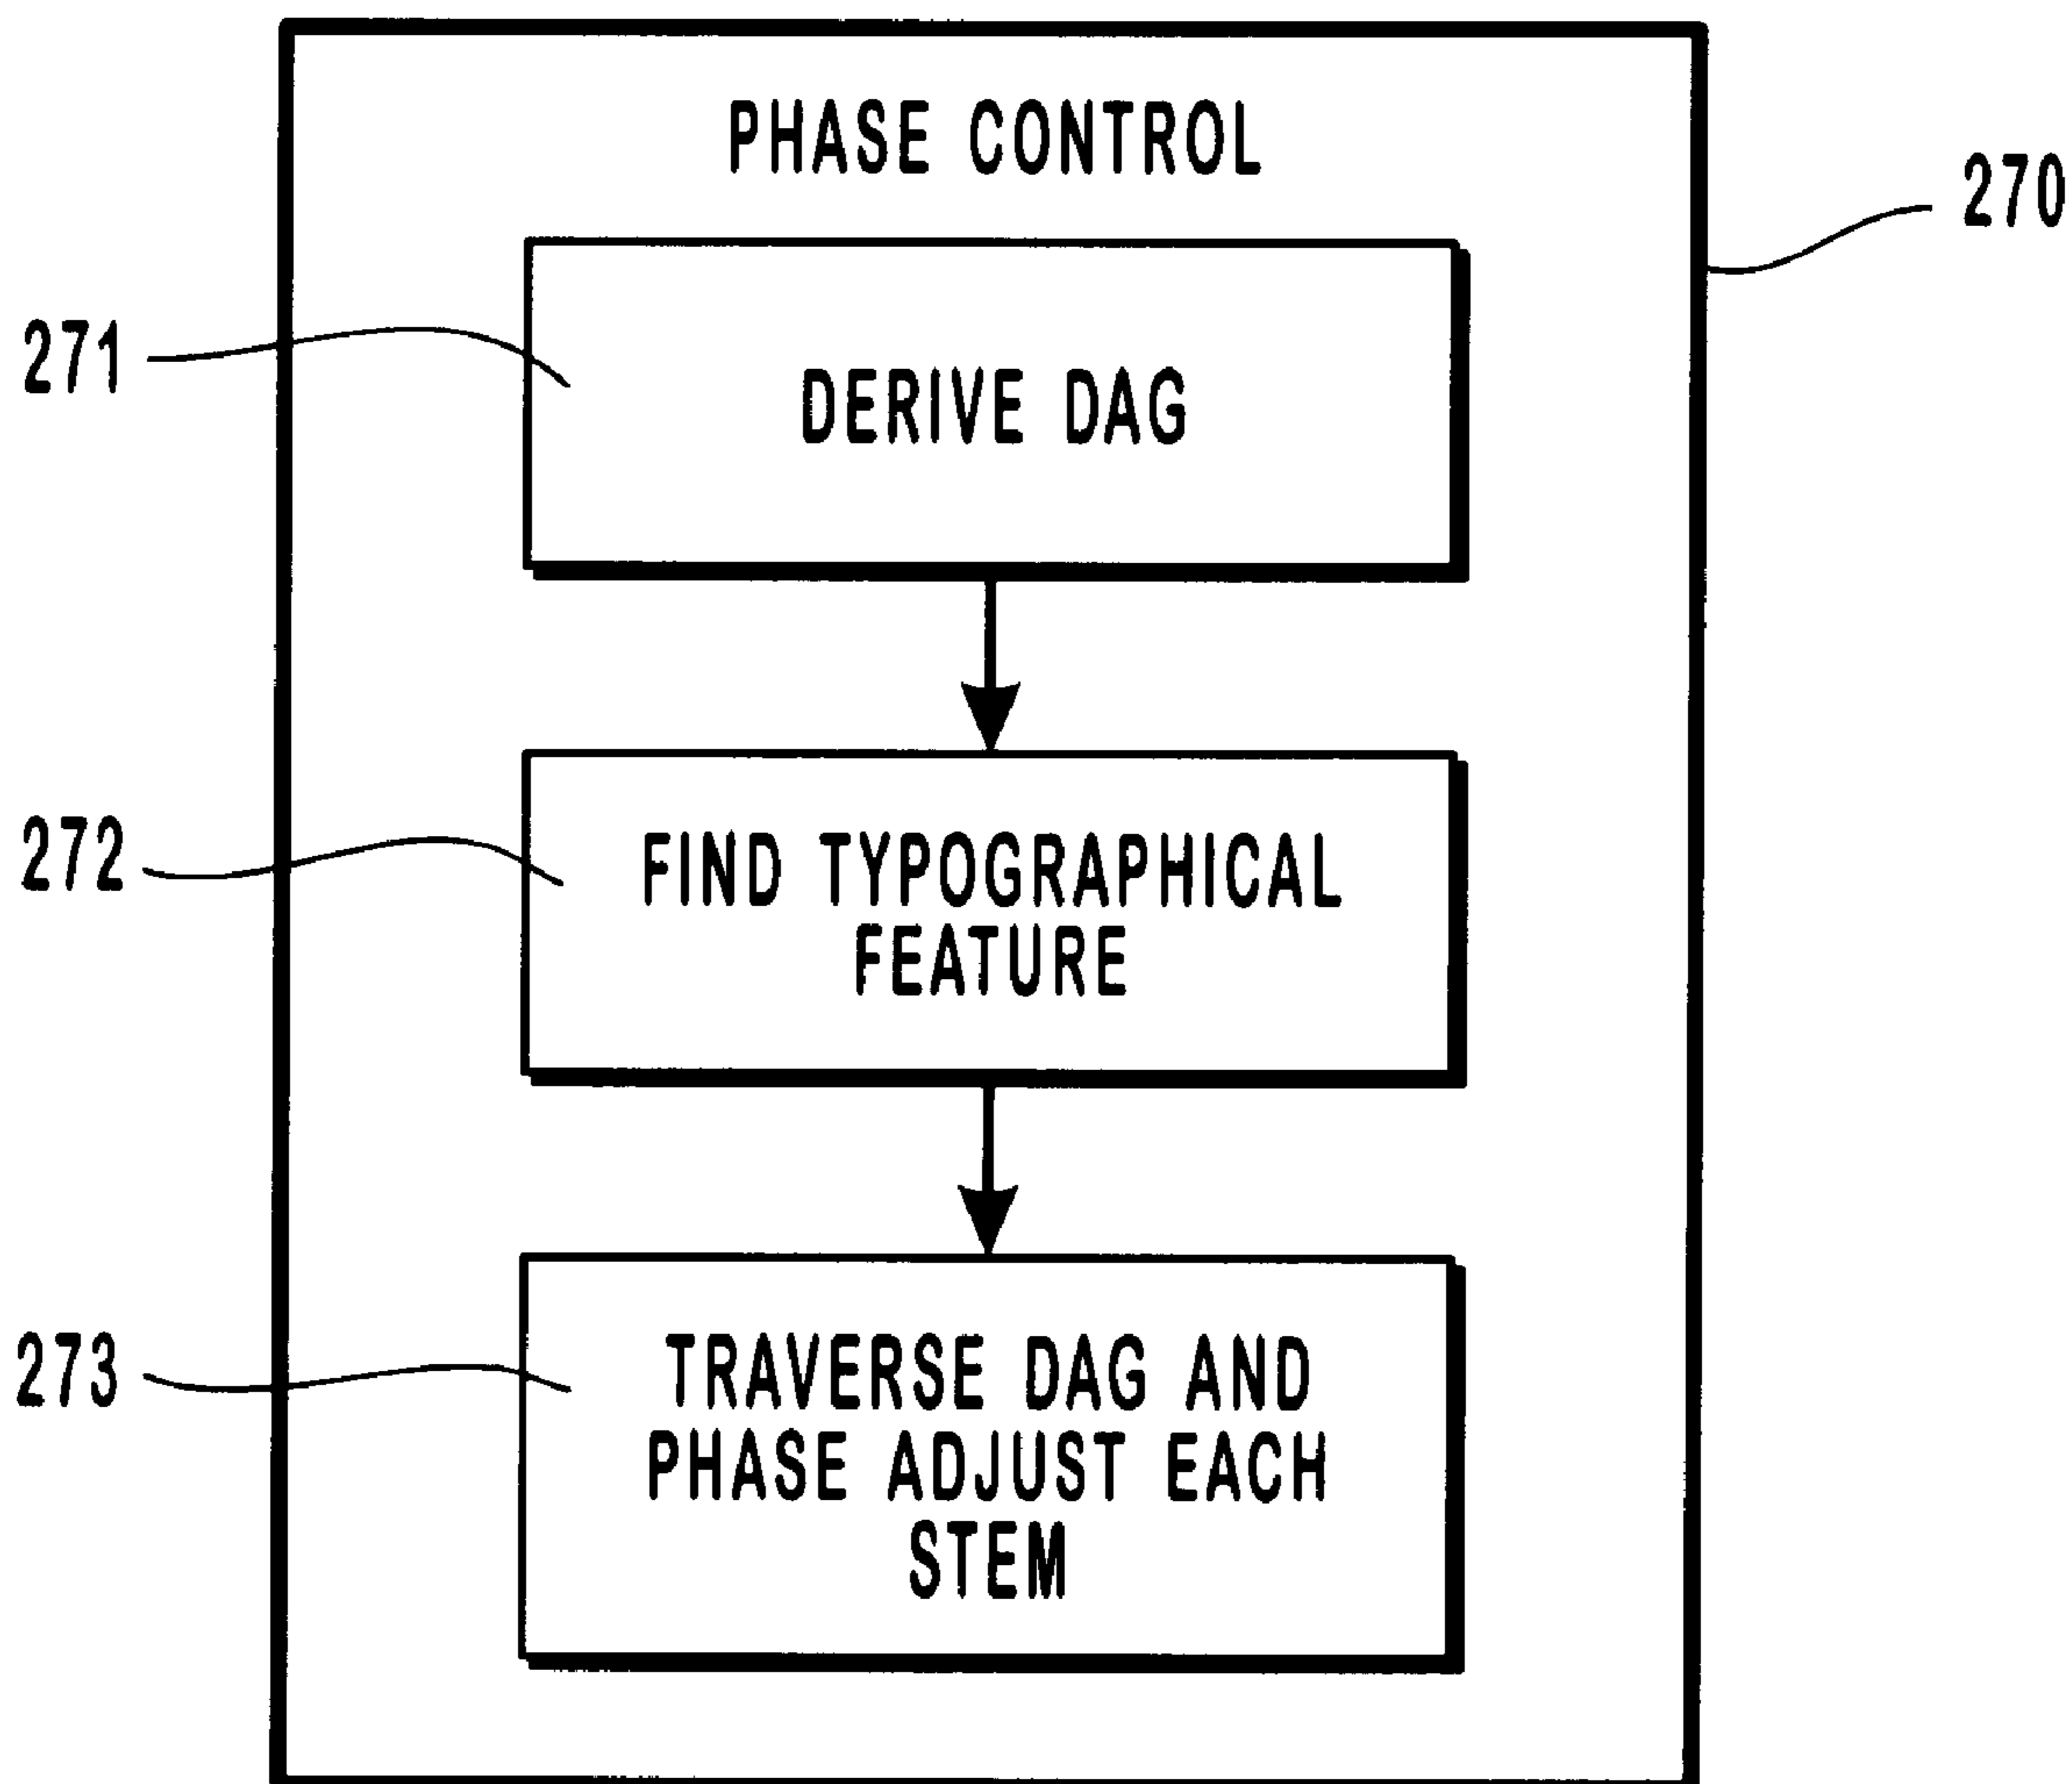 PHASE CONTROL
270
271
DERIVE DAG
272
FIND TYPOGRAPHICAL
FEATURE
273
TRAVERSE DAG AND
PHASE ADJUST EACH
STEM